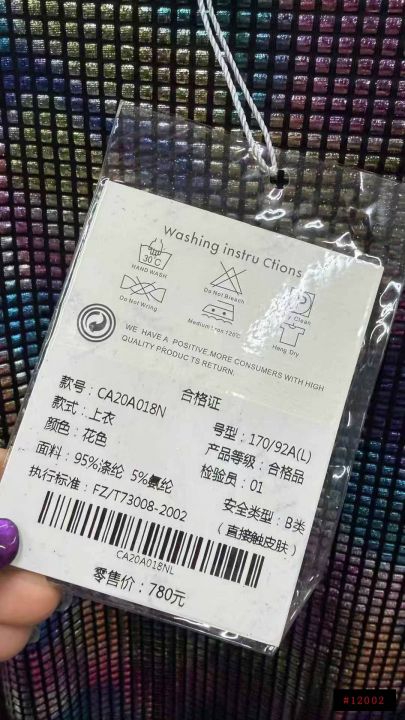 Washing instru Ctions
30 C
HAND WASH
Do Not Bleach
Clean
Do Not Wring
Medium Iron 120℃
Hang Dry
WE HAVE A POSITIVE.MORE CONSUMERS WITH HIGH
QUALITY PRODUC TS RETURN.
合格证
款号：CA20A018N
号型：170/92A(L)
款式：上衣
产品等级：合格品
颜色：花色
检验员：01
面料：95%涤纶 5%氨纶
安全类型：B类
执行标准：FZ/T73008-2002
(直接触皮肤)
CA20A018NL
零售价：780元
#12002